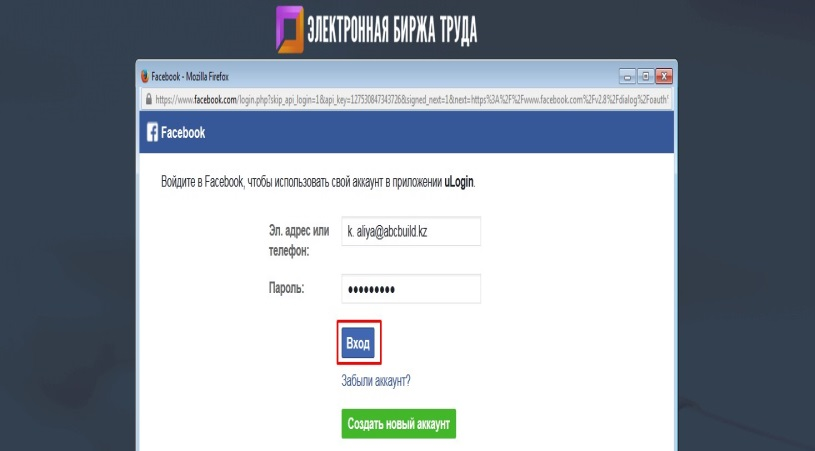 ЭЛЕКТРОННАЯ БИРЖА ТРУДА
Facebook - Mozilla Firefox
https://www.facebook.com/login.php?skip_api_login=1&api_key=127530847343726&signed_next=1&next=https%3A%2F%2Fwww.facebook.com%2Fv2.8%2Fdialog%2Foauth%
Facebook
Войдите в Facebook, чтобы использовать свой аккаунт в приложении uLogin.
Эл. адрес или
телефон:
k. aliya@abcbuild.kz
Пароль:
Вход
Забыли аккаунт?
Создать новый аккаунт